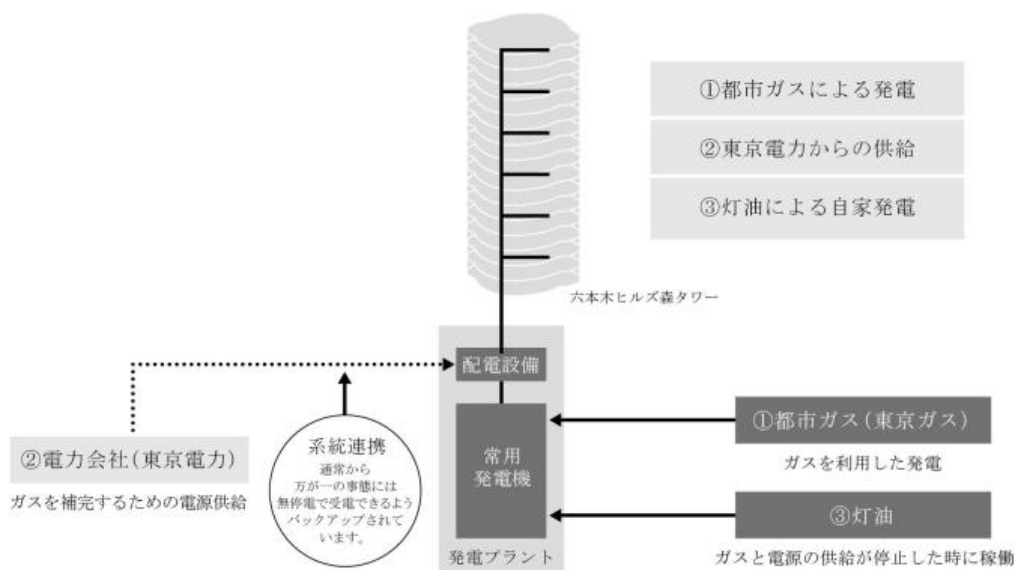 ①都市ガスによる発電
②東京電力からの供給
③灯油による自家発電
六本木ヒルズ森タワー
配電設備
②電力会社(東京電力)
ガスを補完するための電源供給
系統連携
通常から
万が一の事態には
無停電で受電できるよう
バックアップされて
います。
常用
発電機
発電プラント
①都市ガス(東京ガス)
ガスを利用した発電
③灯油
ガスと電源の供給が停止した時に稼働